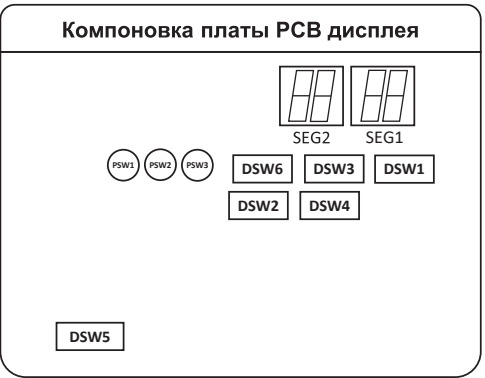 Компоновка платы PCB дисплея
SEG2 SEG1
PSW1 PSW2 PSW3 DSW6 DSW3 DSW1
DSW2 DSW4
DSW5